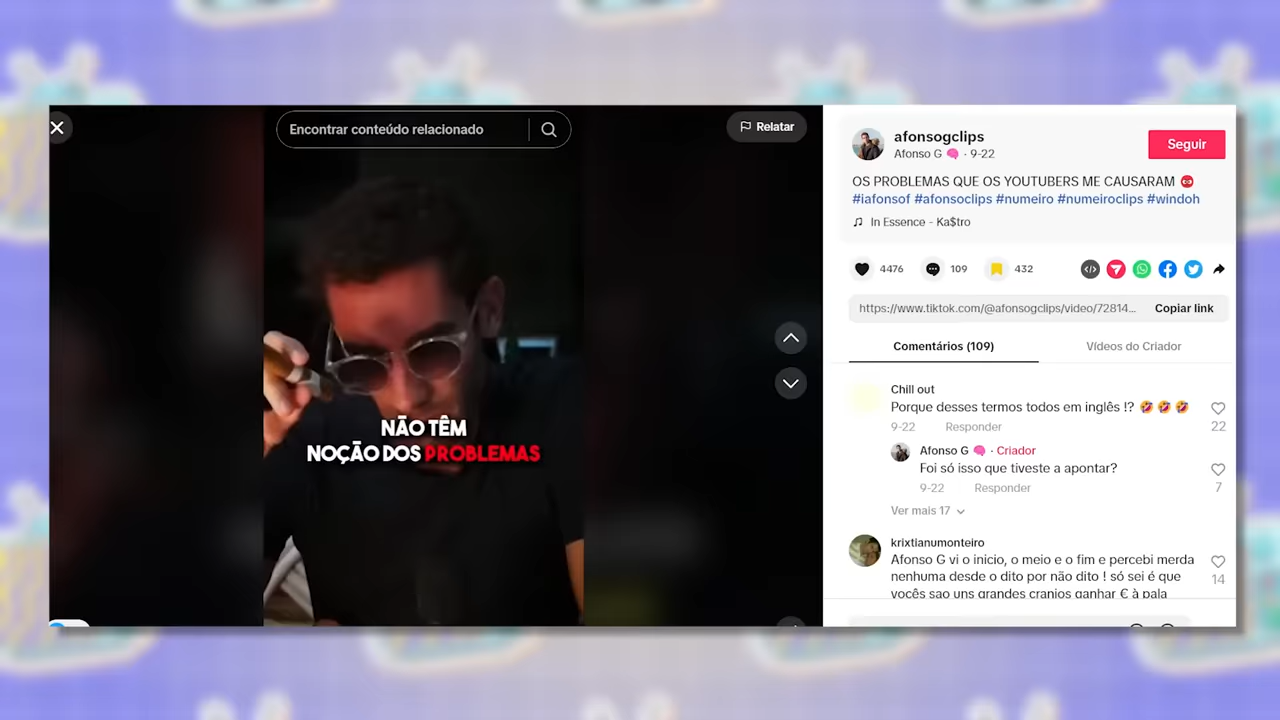 Encontrar conteúdo relacionado
Relatar
NÃO TÊM
NOÇÃO DOS PROBLEMAS
afonsogclips
Afonso G 🧠 · 9-22
Seguir
OS PROBLEMAS QUE OS YOUTUBERS ME CAUSARAM
#iafonsof #afonsoclips #numeiro #numeiroclips #windoh
In Essence - Ka$tro
4476
109
432
https://www.tiktok.com/@afonsogclips/video/72814...
Copiar link
Comentários (109)
Vídeos do Criador
Chill out
Porque desses termos todos em inglês !? 🤣 🤣 🤣
22
9-22
Responder
Afonso G 🧠 · Criador
Foi só isso que tiveste a apontar?
7
9-22
Responder
Ver mais 17
krixtianumonteiro
Afonso G vi o inicio, o meio e o fim e percebi merda
nenhuma desde o dito por não dito ! só sei é que
14
vocês sao uns grandes cranios ganhar € à pala